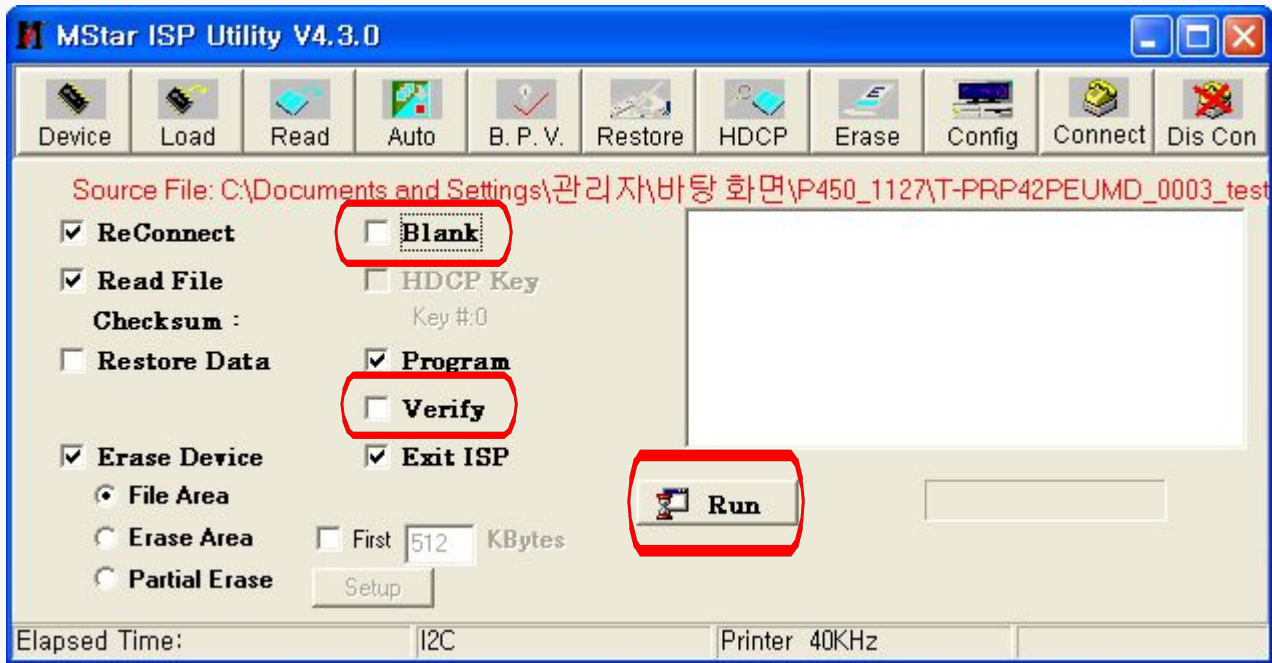 MStar ISP Utility V4.3.0
Device Load Read Auto B. P. V. Restore HDCP Erase Config Connect Dis Con
Source File: C:\Documents and Settings\관리자\바탕 화면\P450_1127\T-PRP42PEUMD_0003_test
ReConnect Blank
Read File HDCP Key
Checksum : Key #:0
Restore Data Program
Verify
Erase Device Exit ISP
File Area Run
Erase Area First 512 KBytes
Partial Erase Setup
Elapsed Time: I2C Printer 40KHz